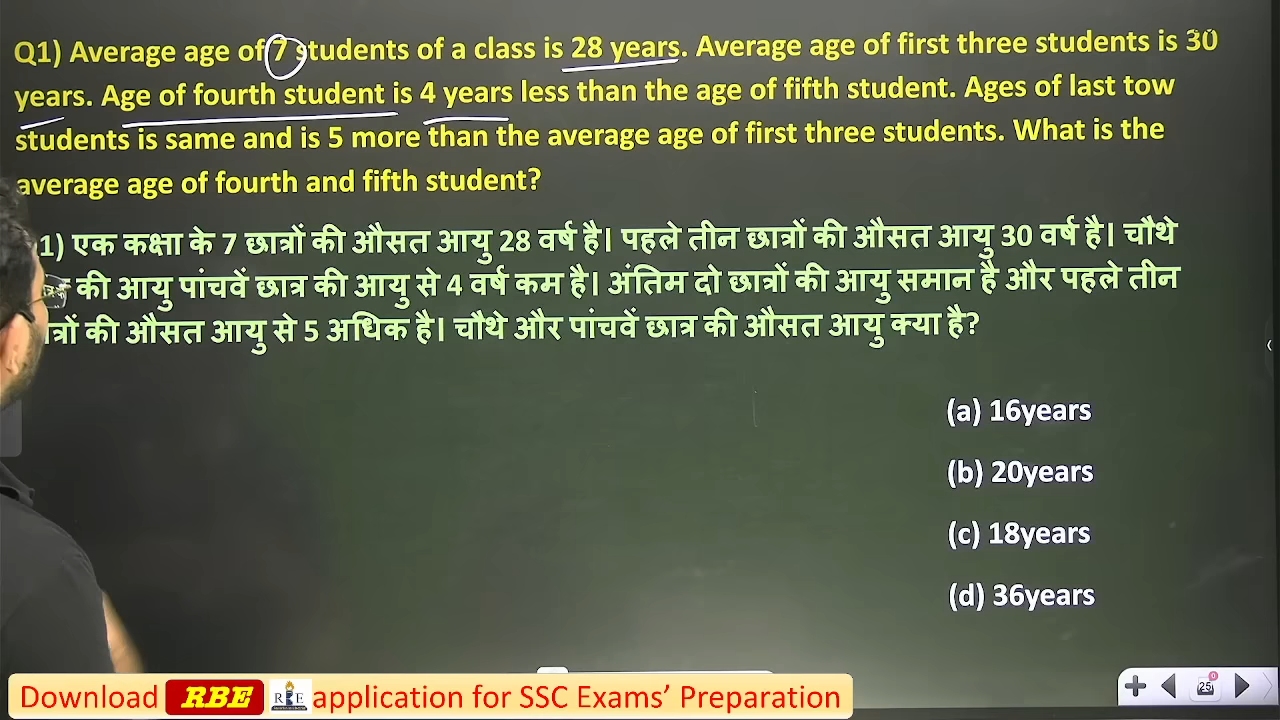 Q1) Average age of 7 students of a class is 28 years. Average age of first three students is 30
years. Age of fourth student is 4 years less than the age of fifth student. Ages of last tow
students is same and is 5 more than the average age of first three students. What is the
average age of fourth and fifth student?
1) एक कक्षा के 7 छात्रों की औसत आयु 28 वर्ष है। पहले तीन छात्रों की औसत आयु 30 वर्ष है। चौथे
की आयु पांचवें छात्र की आयु से 4 वर्ष कम है। अंतिम दो छात्रों की आयु समान है और पहले तीन
की औसत आयु से 5 अधिक है। चौथे और पांचवें छात्र की औसत आयु क्या है?
(a) 16years
(b) 20years
(c) 18years
(d) 36years
Download RBE RBE application for SSC Exams’ Preparation
25